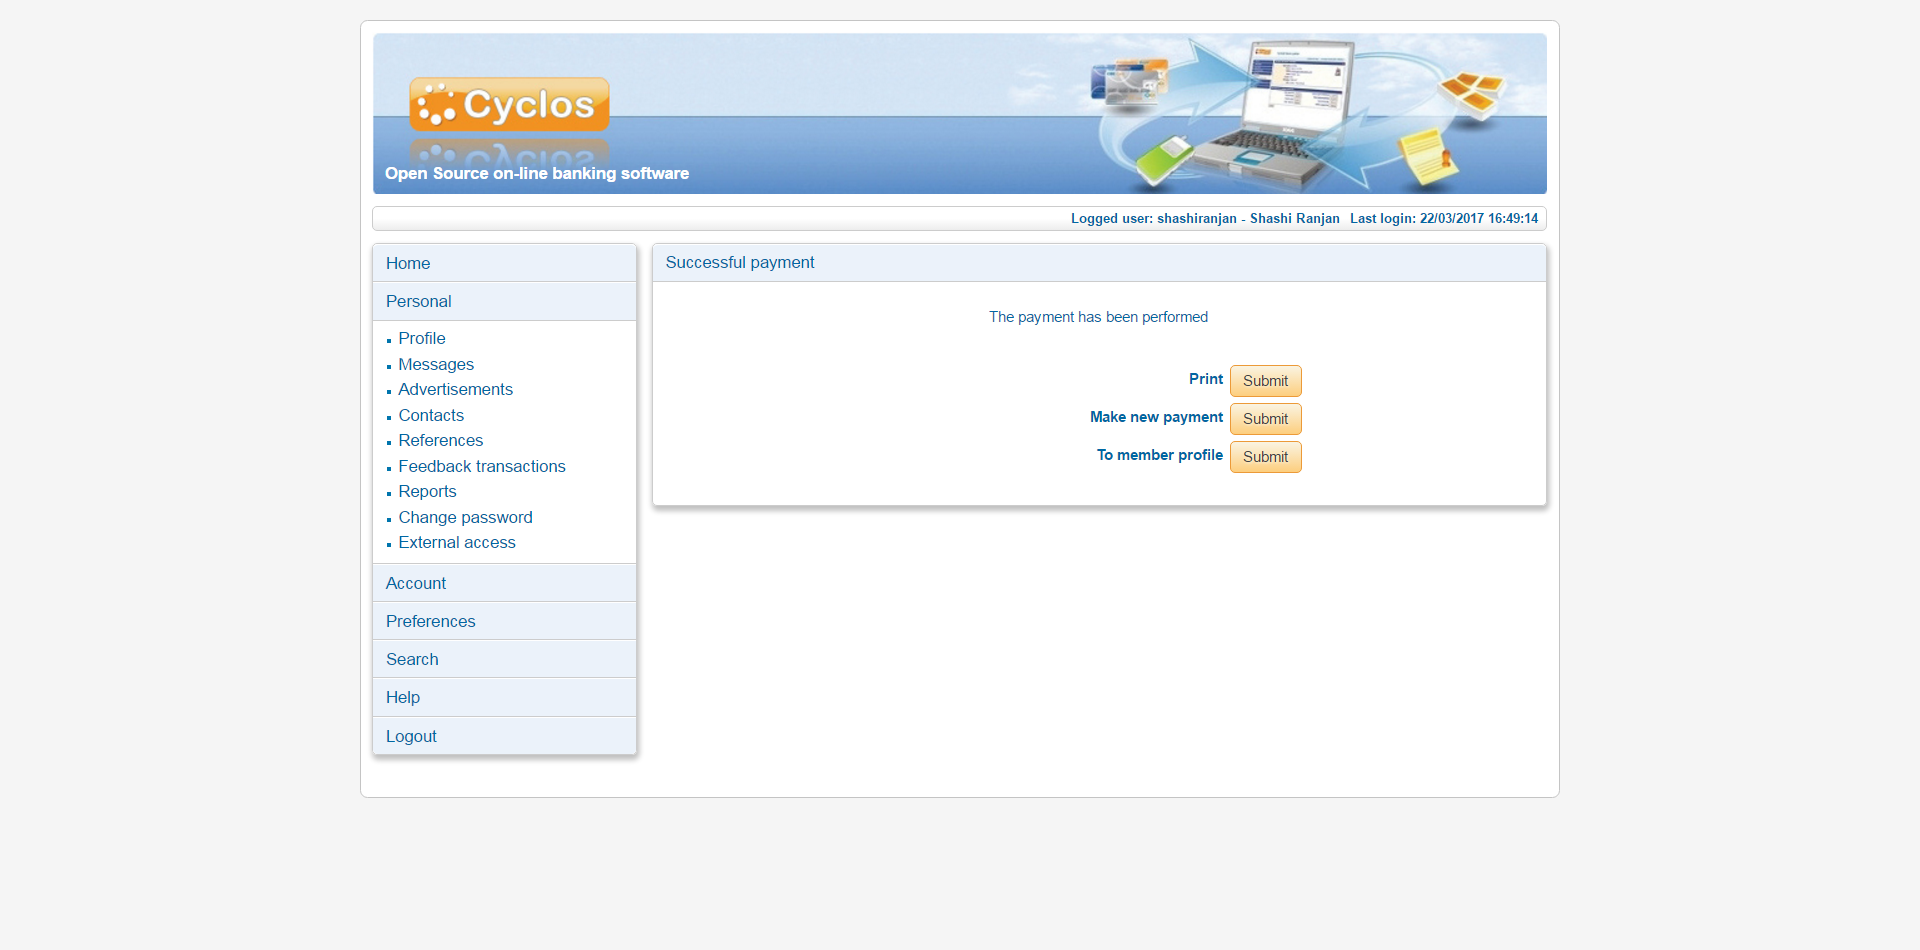 Cyclos
Open Source on-line banking software
Logged user: shashiranjan - Shashi Ranjan Last login: 22/03/2017 16:49:14
Home
Personal
Profile
Messages
Advertisements
Contacts
References
Feedback transactions
Reports
Change password
External access
Account
Preferences
Search
Help
Logout
Successful payment
The payment has been performed
Print Submit
Make new payment Submit
To member profile Submit